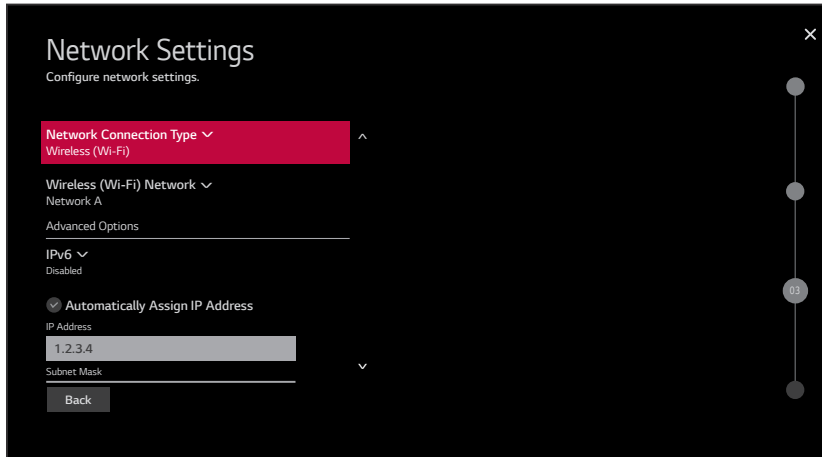 Network Settings
Configure network settings.
Network Connection Type
Wireless (Wi-Fi)
Wireless (Wi-Fi) Network
Network A
Advanced Options
IPv6
Disabled
Automatically Assign IP Address
IP Address
1.2.3.4
Subnet Mask
Back
03